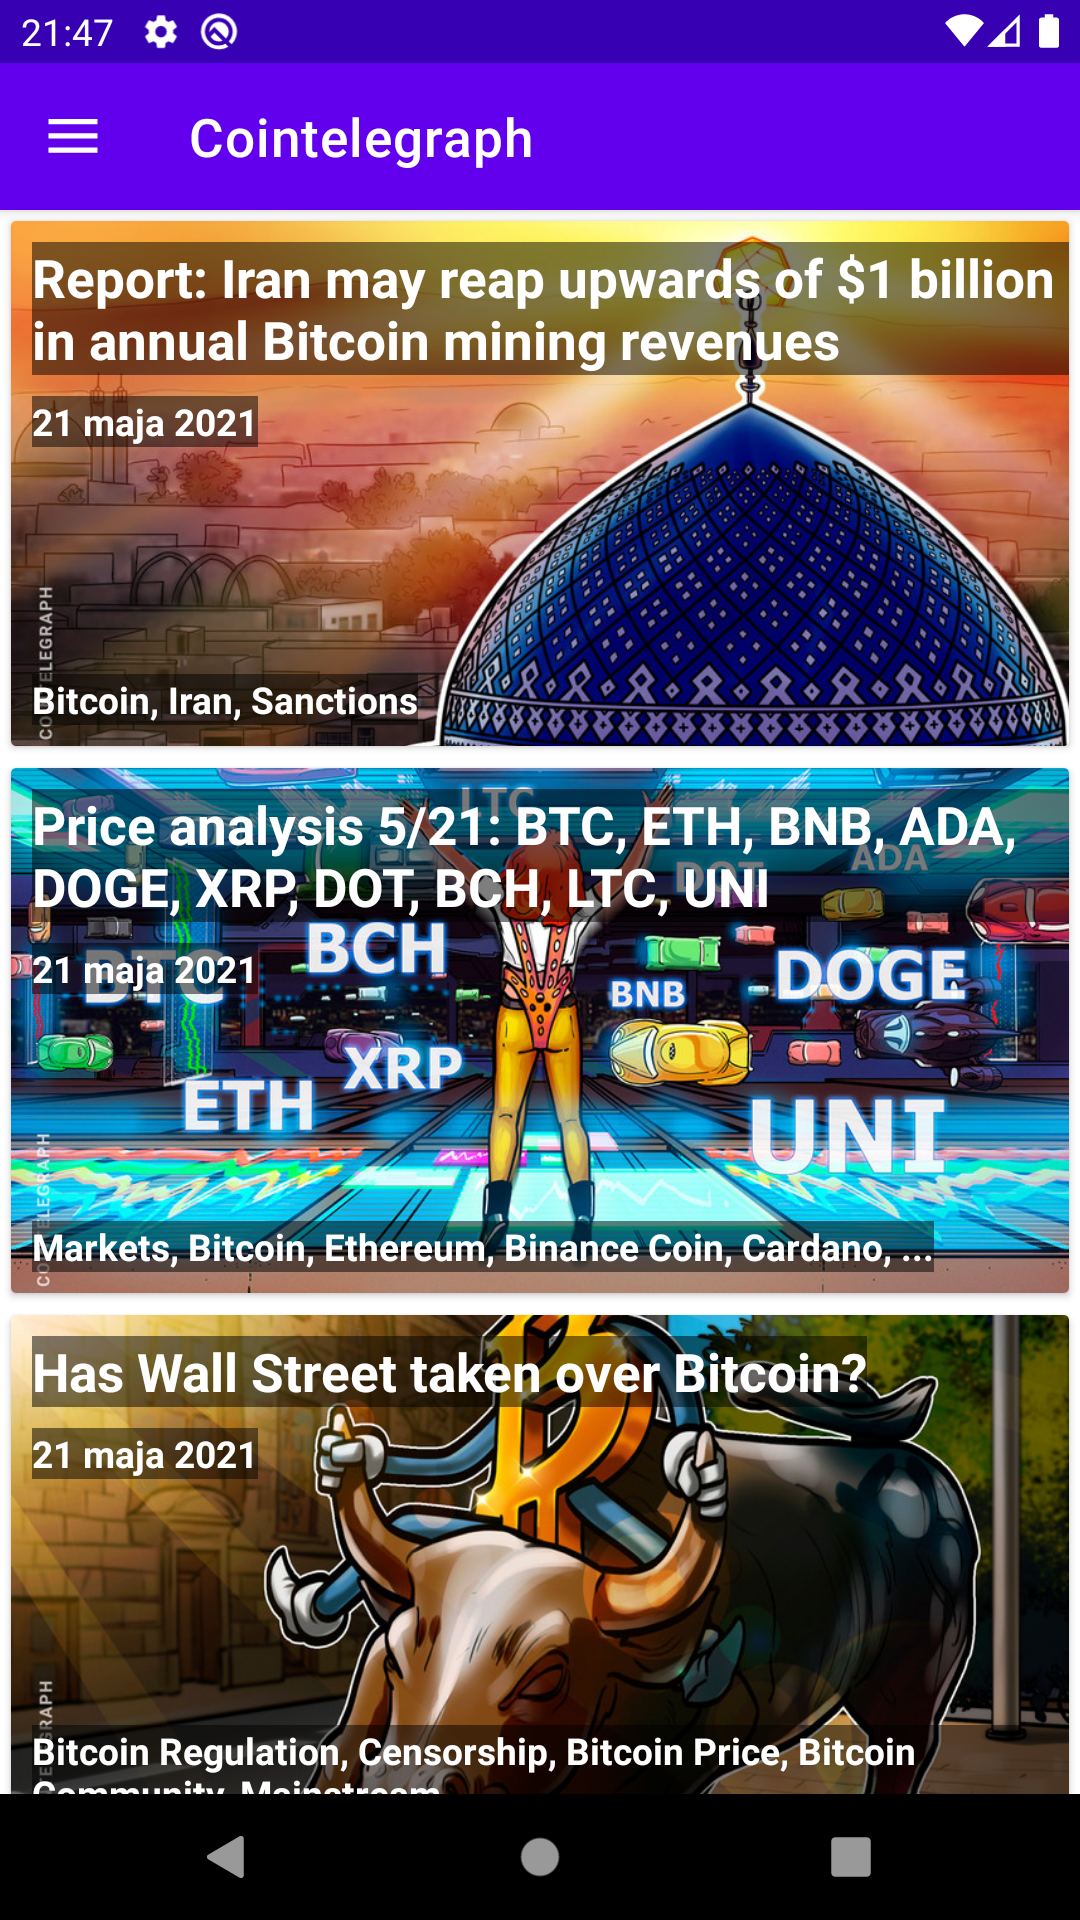 21:47
Cointelegraph
Report: Iran may reap upwards of $1 billion
in annual Bitcoin mining revenues
21 maja 2021
COINTELEGRAPH
Bitcoin, Iran, Sanctions
LTC
Price analysis 5/21: BTC, ETH, BNB, ADA,
DOGE, XRP, DOT, BCH, LTC, UNI
DOT
ADA
21 maja 2021
BTC
BCH
BNB
DOGE
XRP
ETH
UNI
COINTELEGRAPH
Markets, Bitcoin, Ethereum, Binance Coin, Cardano, ...
Has Wall Street taken over Bitcoin?
21 maja 2021
Bitcoin Regulation, Censorship, Bitcoin Price, Bitcoin
Community, Mainstream